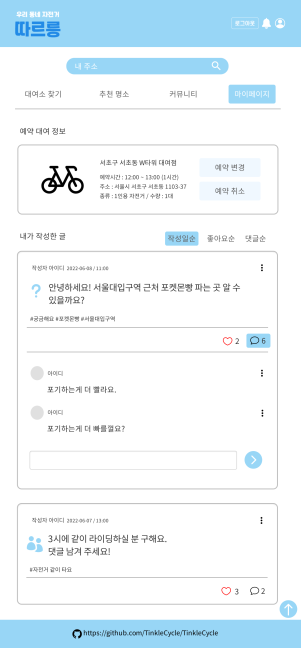 우리 동네 자전거
따르릉
로그아웃
내 주소
대여소 찾기
추천 명소
커뮤니티
마이페이지
예약 대여 정보
서초구 서초동 W타워 대여점
예약시간 : 12:00 ~ 13:00 (1시간)
주소 : 서울시 서초구 서초동 1103-37
종류 : 1인용 자전거 / 수량 : 1대
예약 변경
예약 취소
내가 작성한 글
작성일순
좋아요순
댓글순
작성자 아이디 2022-06-08 / 11:00
안녕하세요! 서울대입구역 근처 포켓몬빵 파는 곳 알 수
있을까요?
#궁금해요 #포켓몬빵 #서울대입구역
2
6
아이디
포기하는게 더 빨라요.
아이디
포기하는게 더 빠를껄요?
작성자 아이디 2022-06-07 / 13:00
3시에 같이 라이딩하실 분 구해요.
댓글 남겨 주세요!
#자전거 같이 타요
3
2
https://github.com/TinkleCycle/TinkleCycle